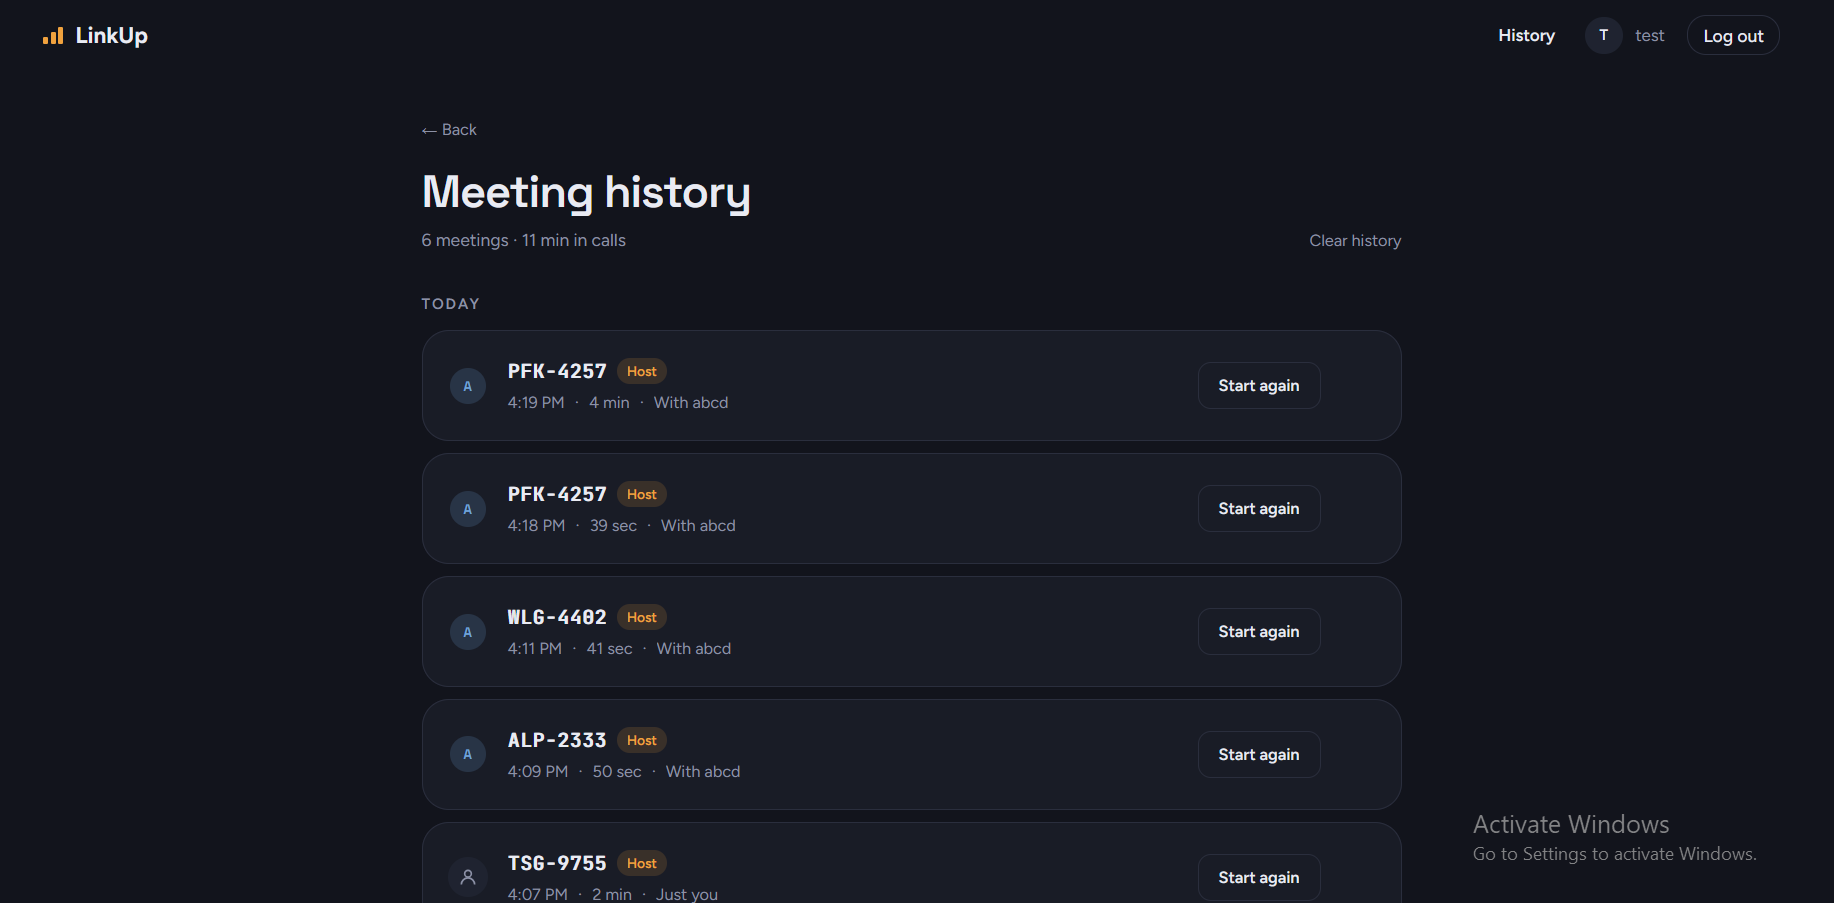 LinkUp
History T test Log out
← Back
Meeting history
6 meetings · 11 min in calls
Clear history
TODAY
A PFK-4257 Host
4:19 PM · 4 min · With abcd
Start again
A PFK-4257 Host
4:18 PM · 39 sec · With abcd
Start again
A WLG-4402 Host
4:11 PM · 41 sec · With abcd
Start again
A ALP-2333 Host
4:09 PM · 50 sec · With abcd
Start again
TSG-9755 Host
4:07 PM · 2 min · Just you
Start again
Activate Windows
Go to Settings to activate Windows.